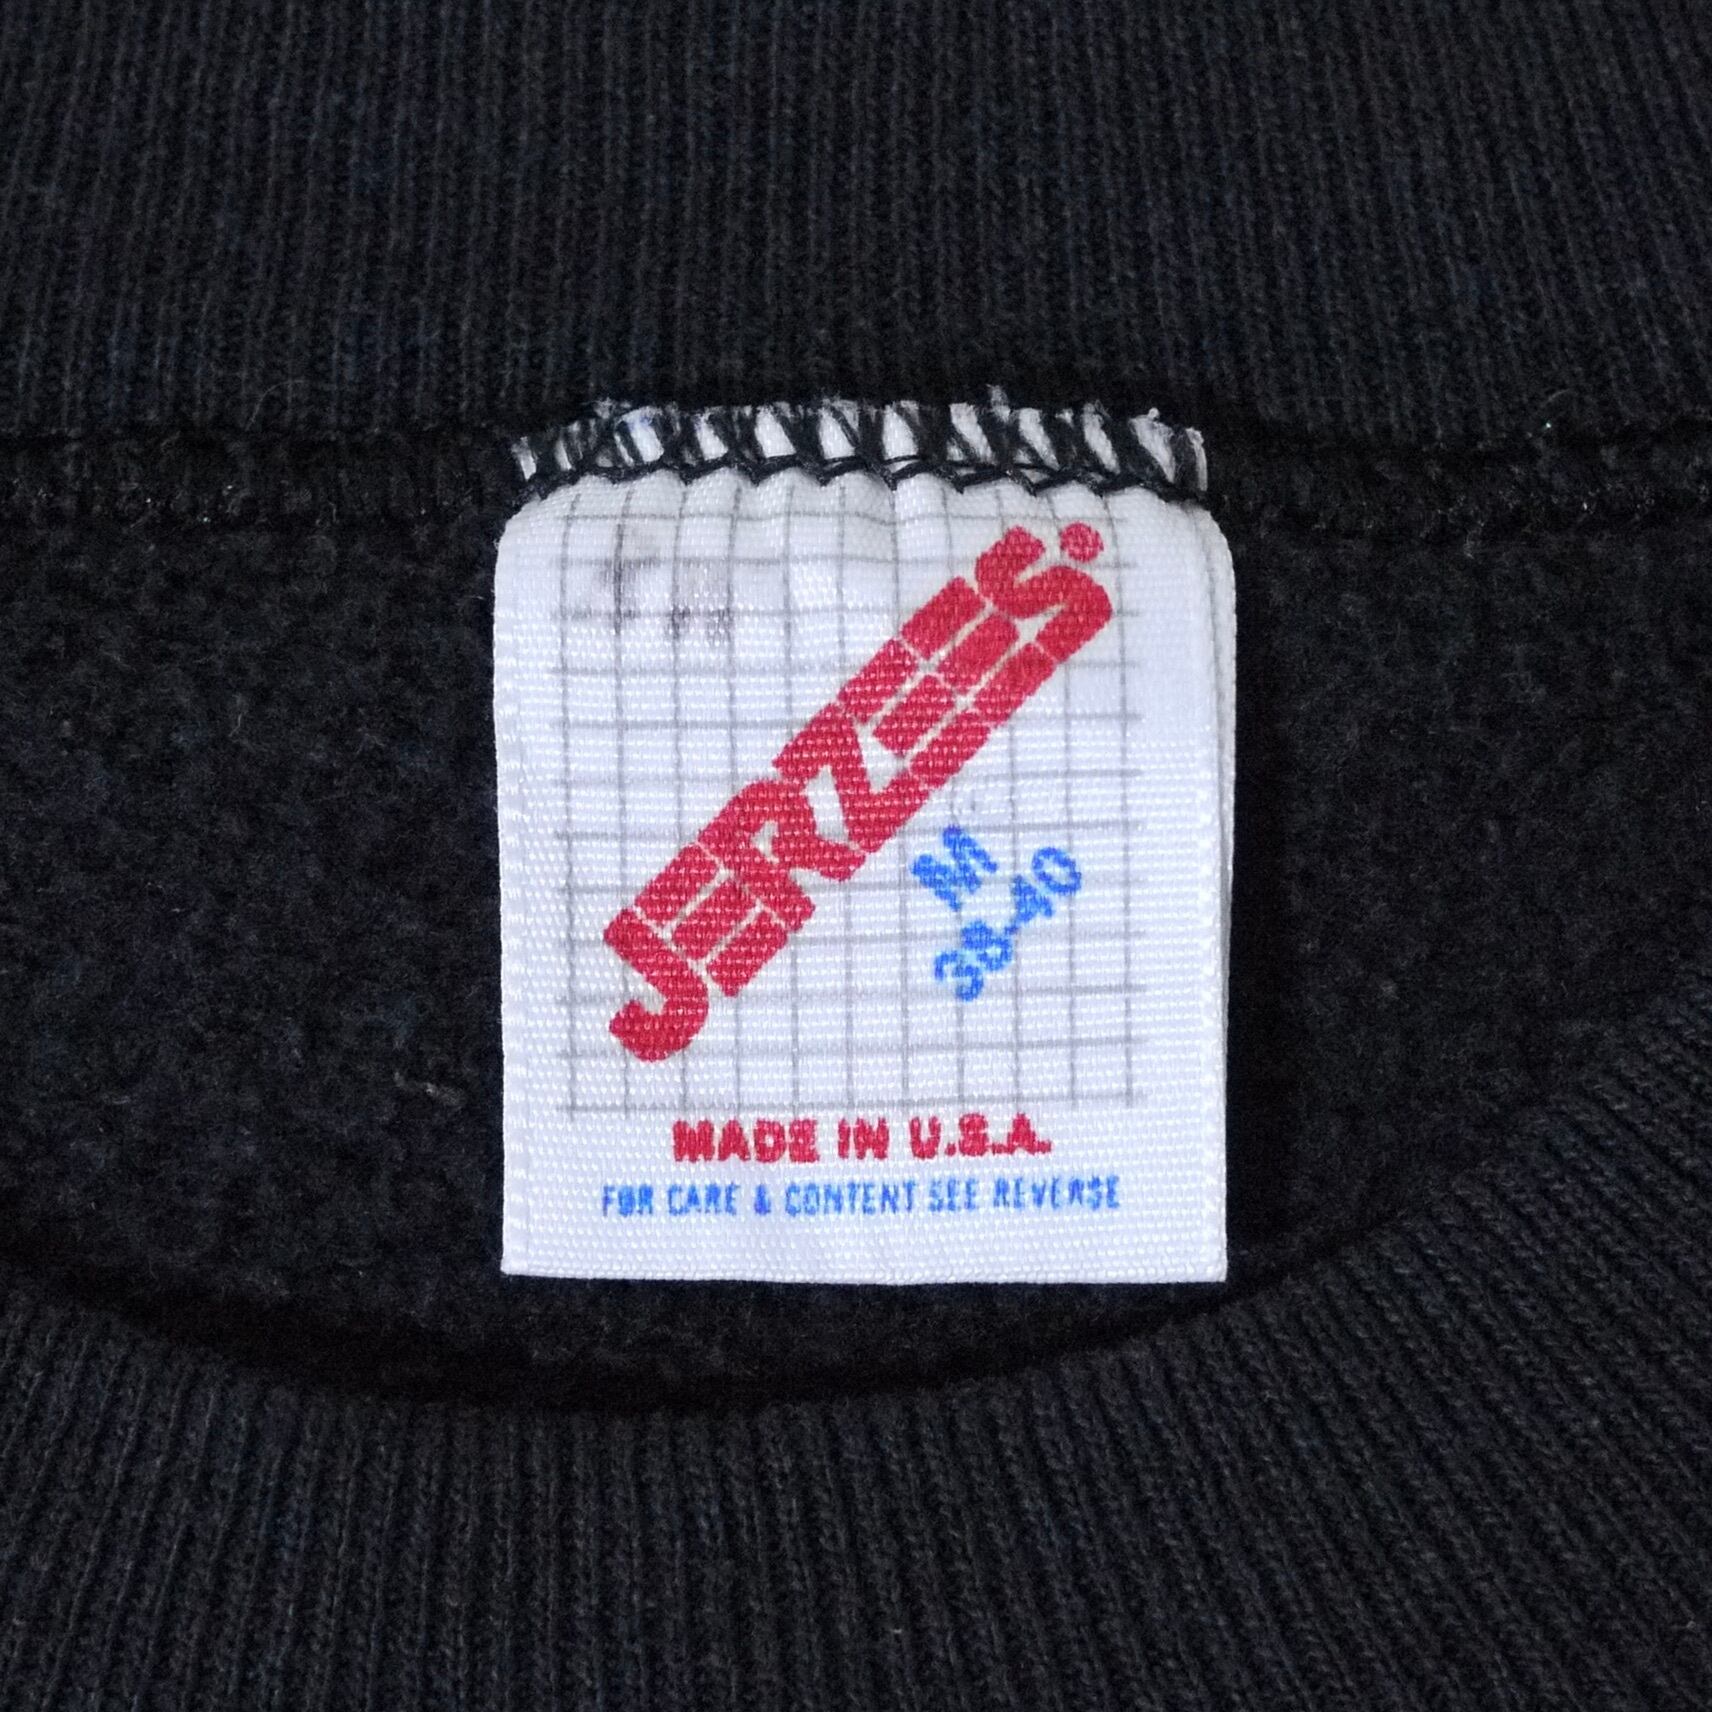 JERZEES.
M
38-40
MADE IN U.S.A.
FOR CARE & CONTENT SEE REVERSE